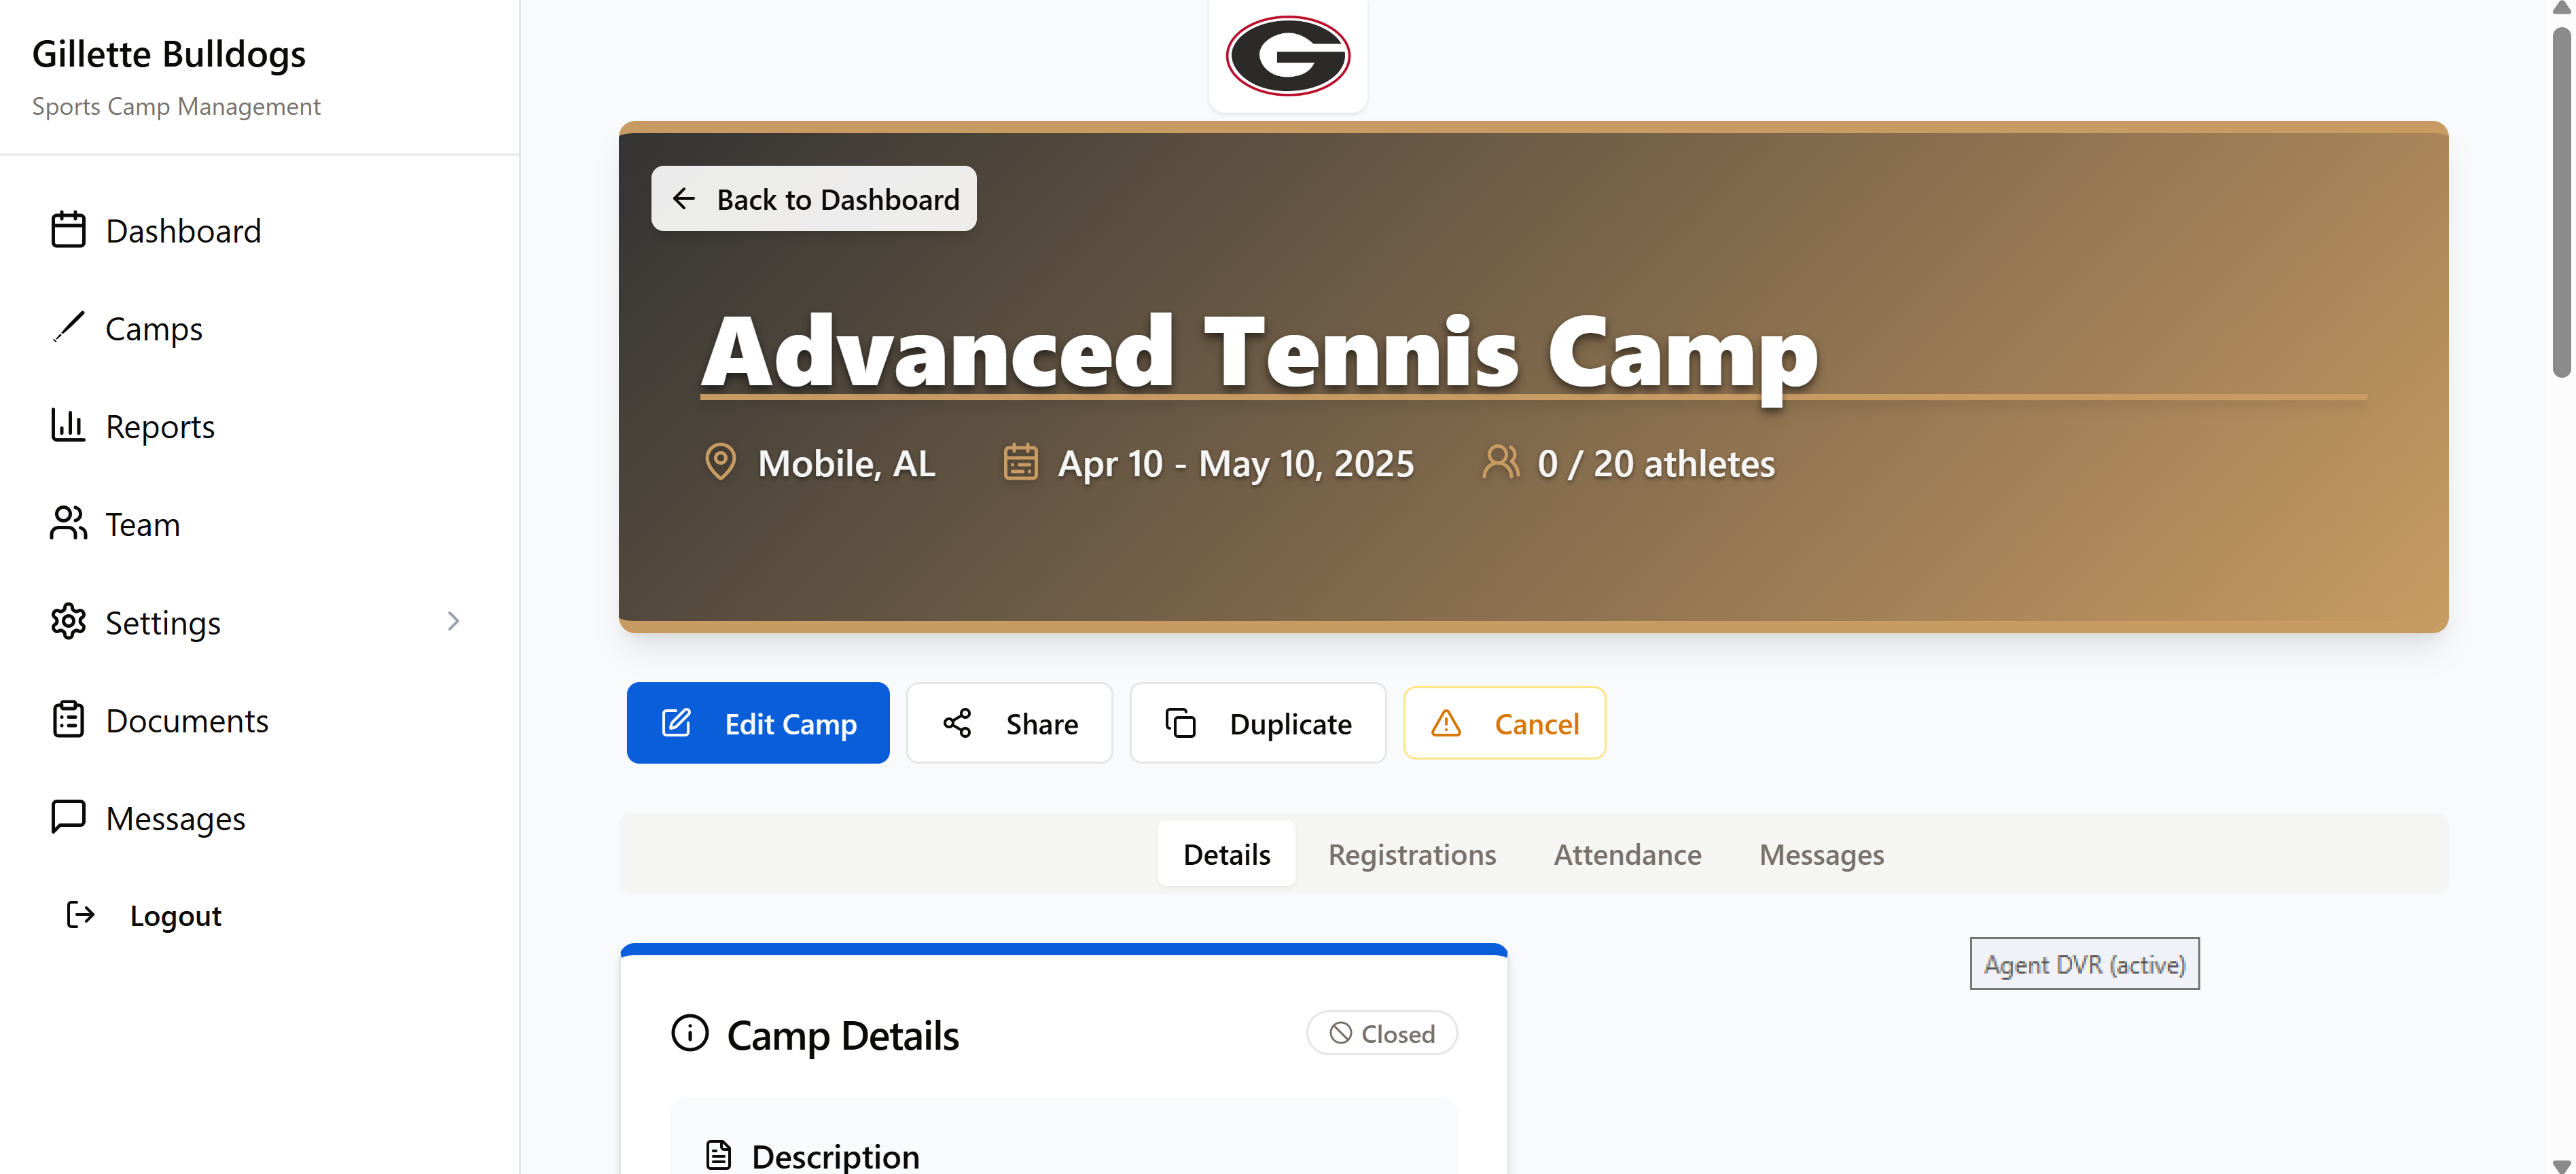 Gillette Bulldogs
Sports Camp Management
Dashboard
Camps
Reports
Team
Settings
Documents
Messages
Logout
G
Back to Dashboard
Advanced Tennis Camp
Mobile, AL Apr 10 - May 10, 2025 0 / 20 athletes
Edit Camp Share Duplicate Cancel
Details Registrations Attendance Messages
Agent DVR (active)
Camp Details Closed
Description